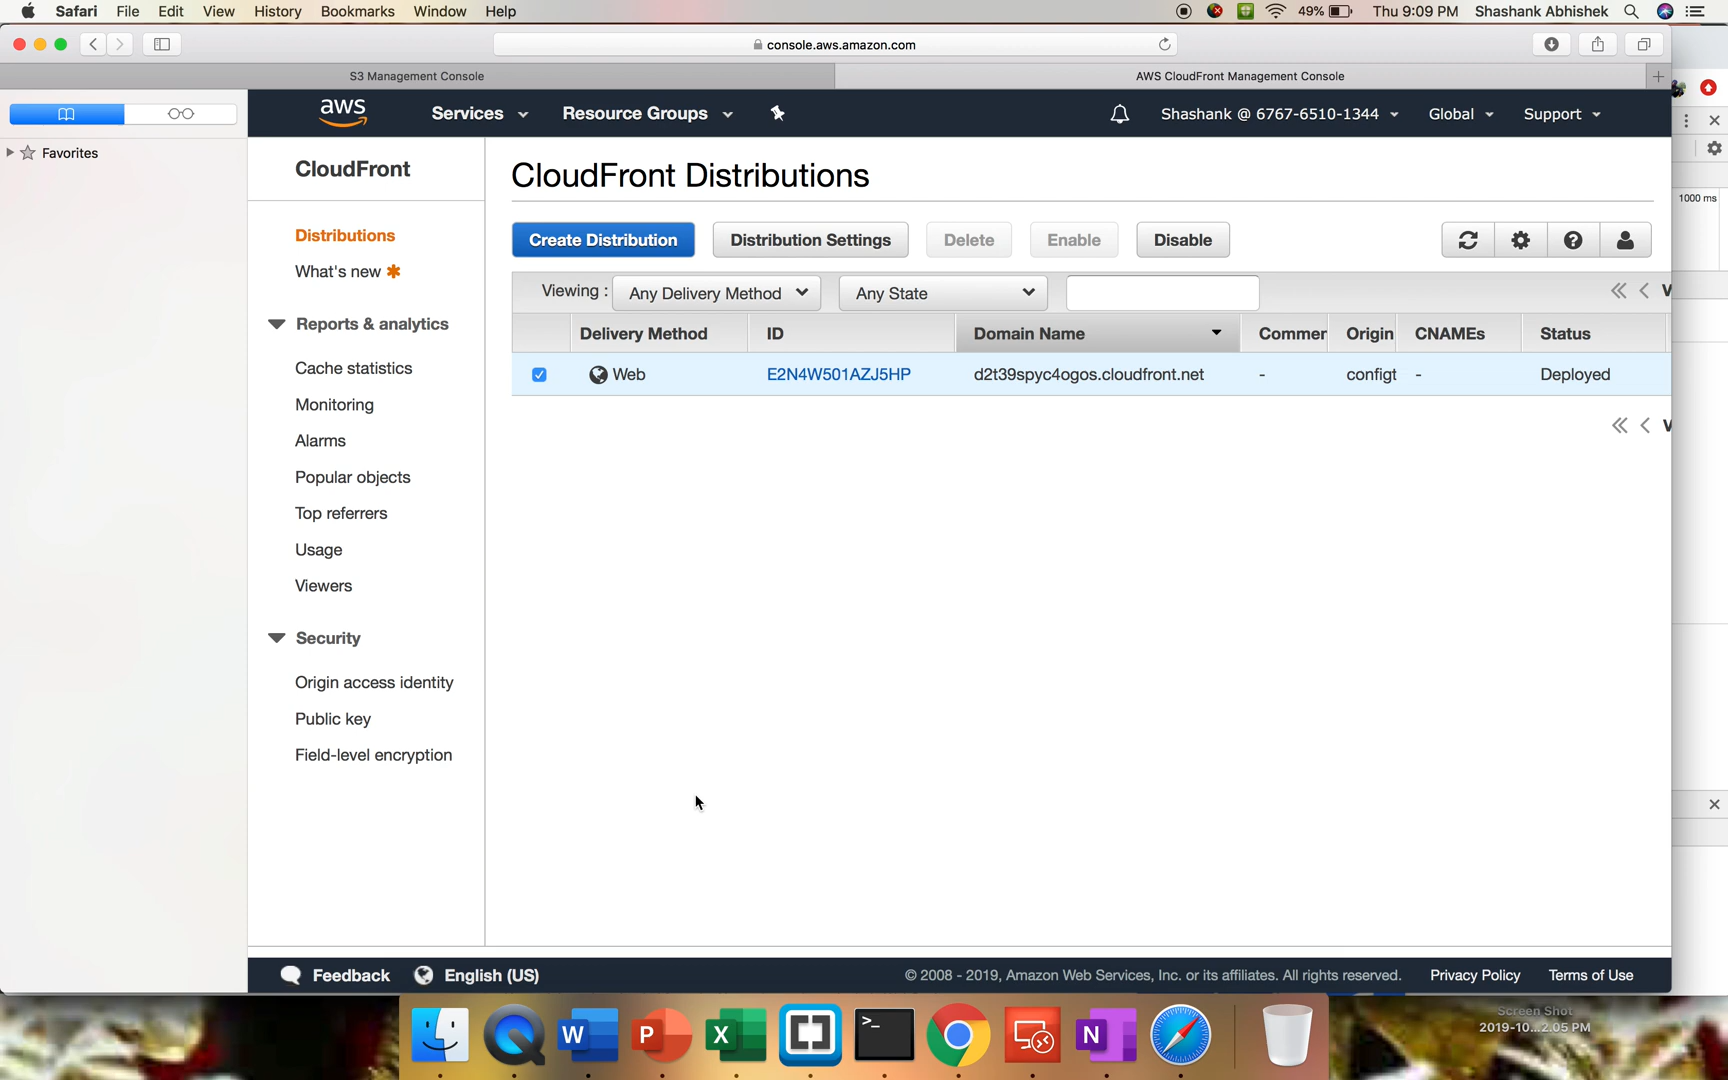 Safari File Edit View History Bookmarks Window Help 49% Thu 9:09 PM Shashank Abhishek
console.aws.amazon.com
S3 Management Console AWS CloudFront Management Console
aws Services Resource Groups Shashank @ 6767-6510-1344 Global Support
Favorites
CloudFront
Distributions
What's new
Reports & analytics
Cache statistics
Monitoring
Alarms
Popular objects
Top referrers
Usage
Viewers
Security
Origin access identity
Public key
Field-level encryption
CloudFront Distributions
Create Distribution Distribution Settings Delete Enable Disable
Viewing : Any Delivery Method Any State
Delivery Method ID Domain Name Commer Origin CNAMEs Status
Web E2N4W501AZJ5HP d2t39spyc4ogos.cloudfront.net - configt - Deployed
1000 ms
Feedback English (US) © 2008 - 2019, Amazon Web Services, Inc. or its affiliates. All rights reserved. Privacy Policy Terms of Use
W P X >_ N
Screen Shot
2019-10...2.05 PM